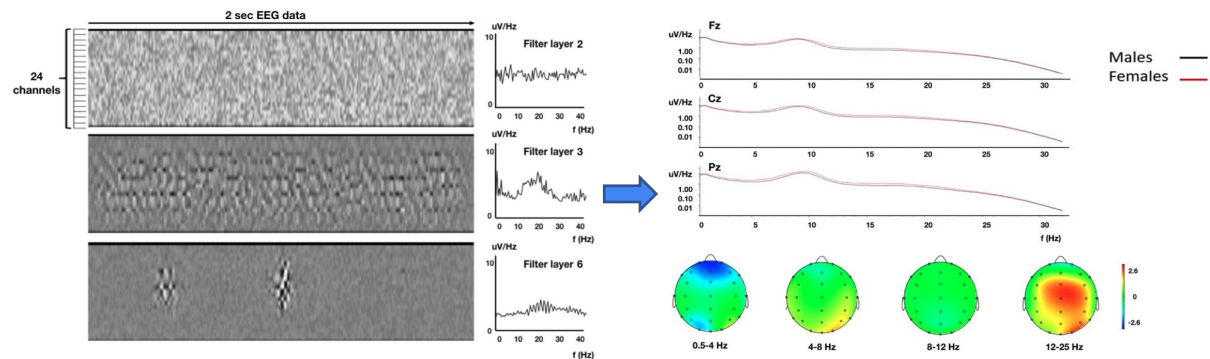 2 sec EEG data
24
channels
uV/Hz
10
Filter layer 2
0
0 10 20 30 40
f (Hz)
uV/Hz
10
Filter layer 3
0
0 10 20 30 40
f (Hz)
uV/Hz
10
Filter layer 6
0
0 10 20 30 40
f (Hz)
Fz
uV/Hz
1.00
0.10
0.01
0 5 10 15 20 25 30
Cz
uV/Hz
1.00
0.10
0.01
0 5 10 15 20 25 30
Pz
uV/Hz
1.00
0.10
0.01
0 5 10 15 20 25 30
f (Hz)
Males
Females
0.5-4 Hz
4-8 Hz
8-12 Hz
12-25 Hz
2.6
0
-2.6